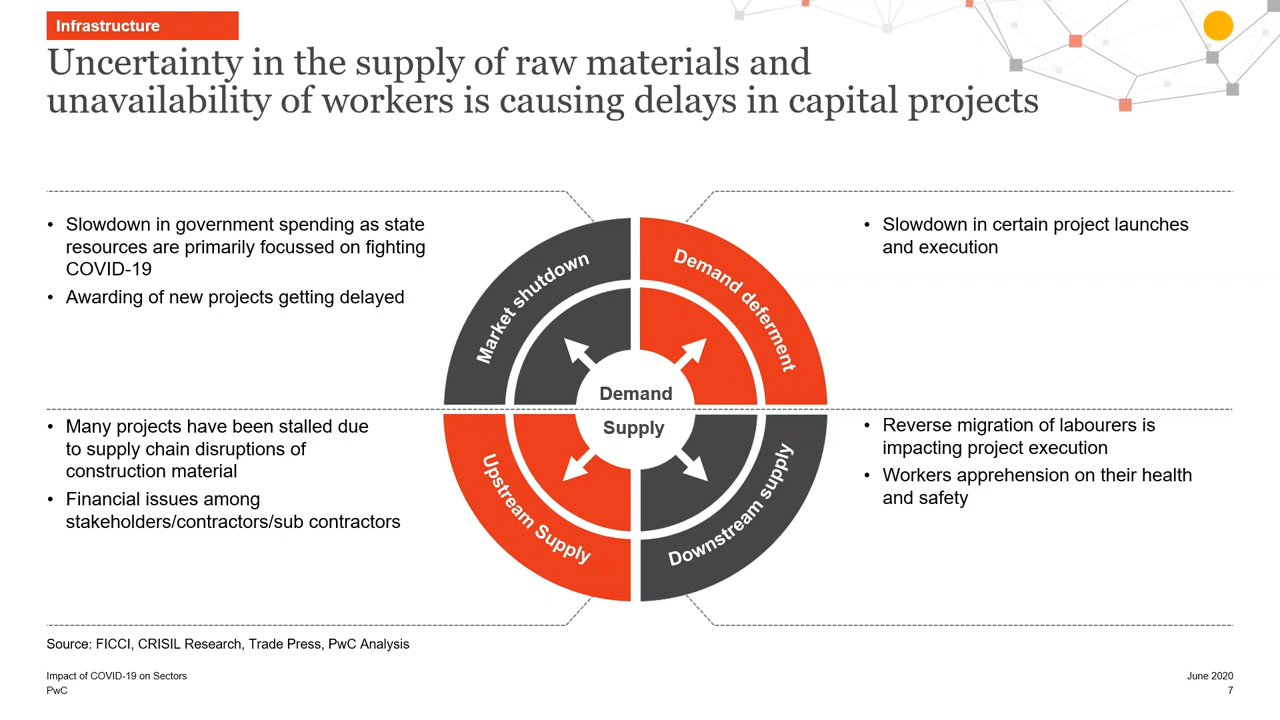 Infrastructure
Uncertainty in the supply of raw materials and
unavailability of workers is causing delays in capital projects
• Slowdown in government spending as state
resources are primarily focussed on fighting
COVID-19
• Awarding of new projects getting delayed
• Slowdown in certain project launches
and execution
Market shutdown
Demand deferment
Demand
Supply
Upstream Supply
Downstream supply
• Many projects have been stalled due
to supply chain disruptions of
construction material
• Financial issues among
stakeholders/contractors/sub contractors
• Reverse migration of labourers is
impacting project execution
• Workers apprehension on their health
and safety
Source: FICCI, CRISIL Research, Trade Press, PwC Analysis
Impact of COVID-19 on Sectors
PwC
June 2020
7